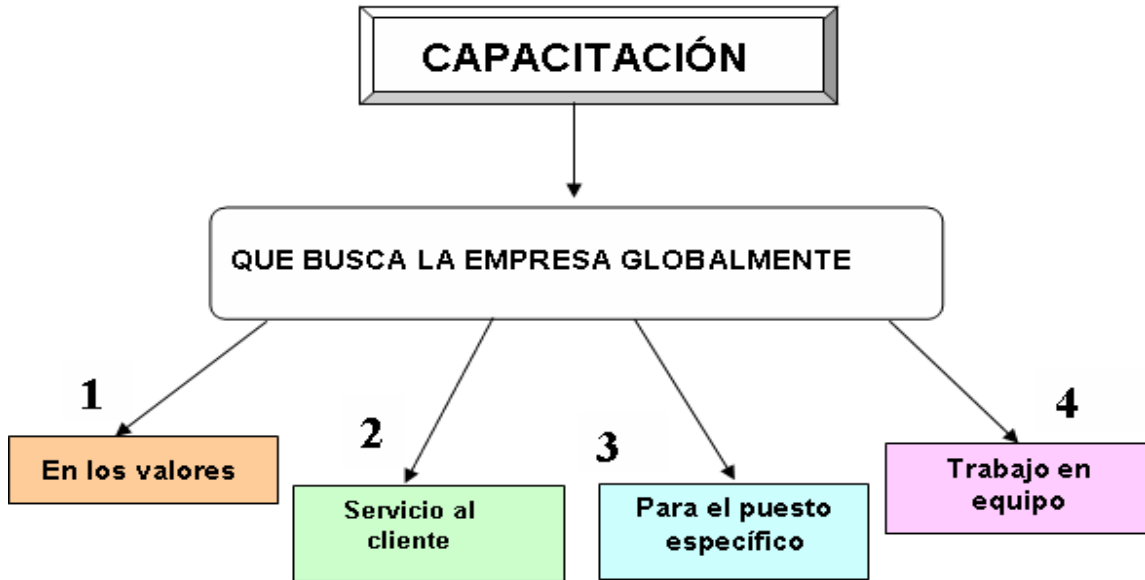 CAPACITACIÓN
QUE BUSCA LA EMPRESA GLOBALMENTE
1
En los valores
2
Servicio al
cliente
3
Para el puesto
específico
4
Trabajo en
equipo